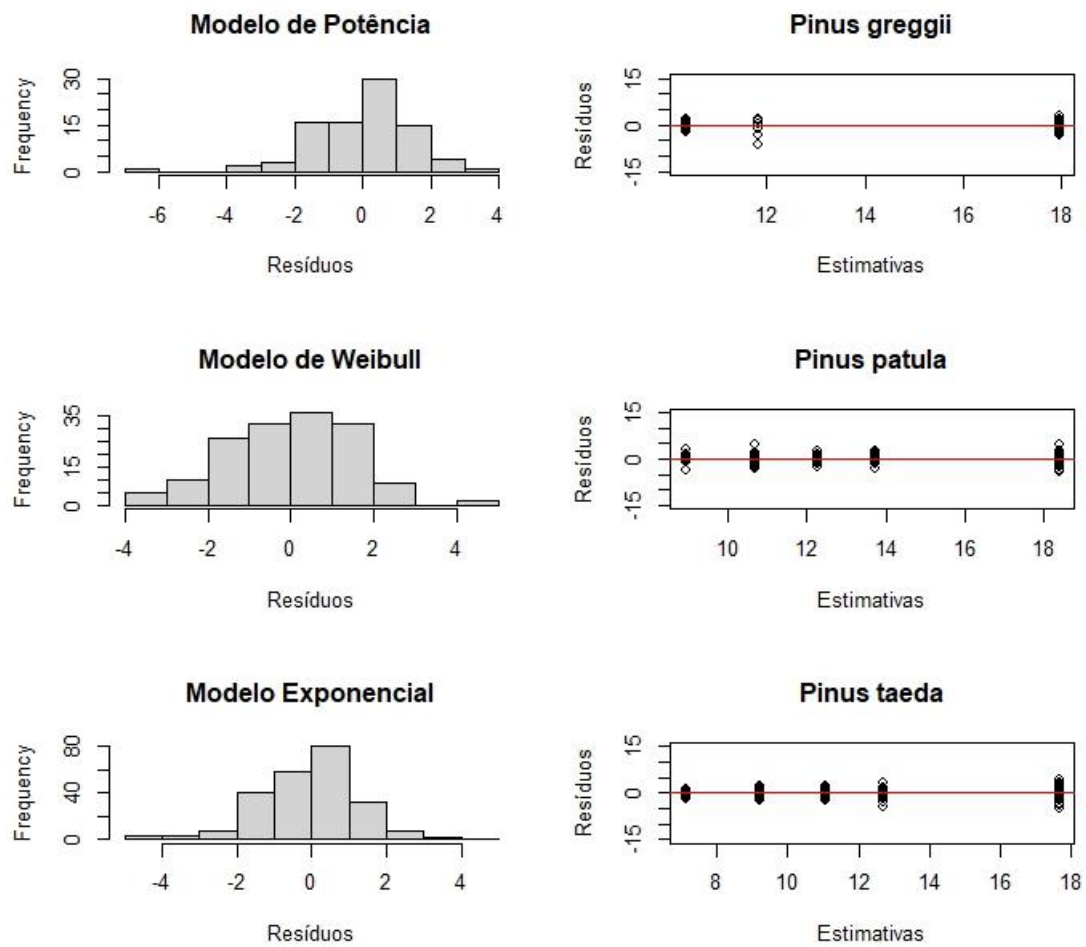 Modelo de Potência
Frequency
30
15
0
-6 -4 -2 0 2 4
Resíduos
Pinus greggii
Resíduos
15
0
-15
12 14 16 18
Estimativas
Modelo de Weibull
Frequency
35
15
0
-4 -2 0 2 4
Resíduos
Pinus patula
Resíduos
15
0
-15
10 12 14 16 18
Estimativas
Modelo Exponencial
Frequency
80
40
0
-4 -2 0 2 4
Resíduos
Pinus taeda
Resíduos
15
0
-15
8 10 12 14 16 18
Estimativas